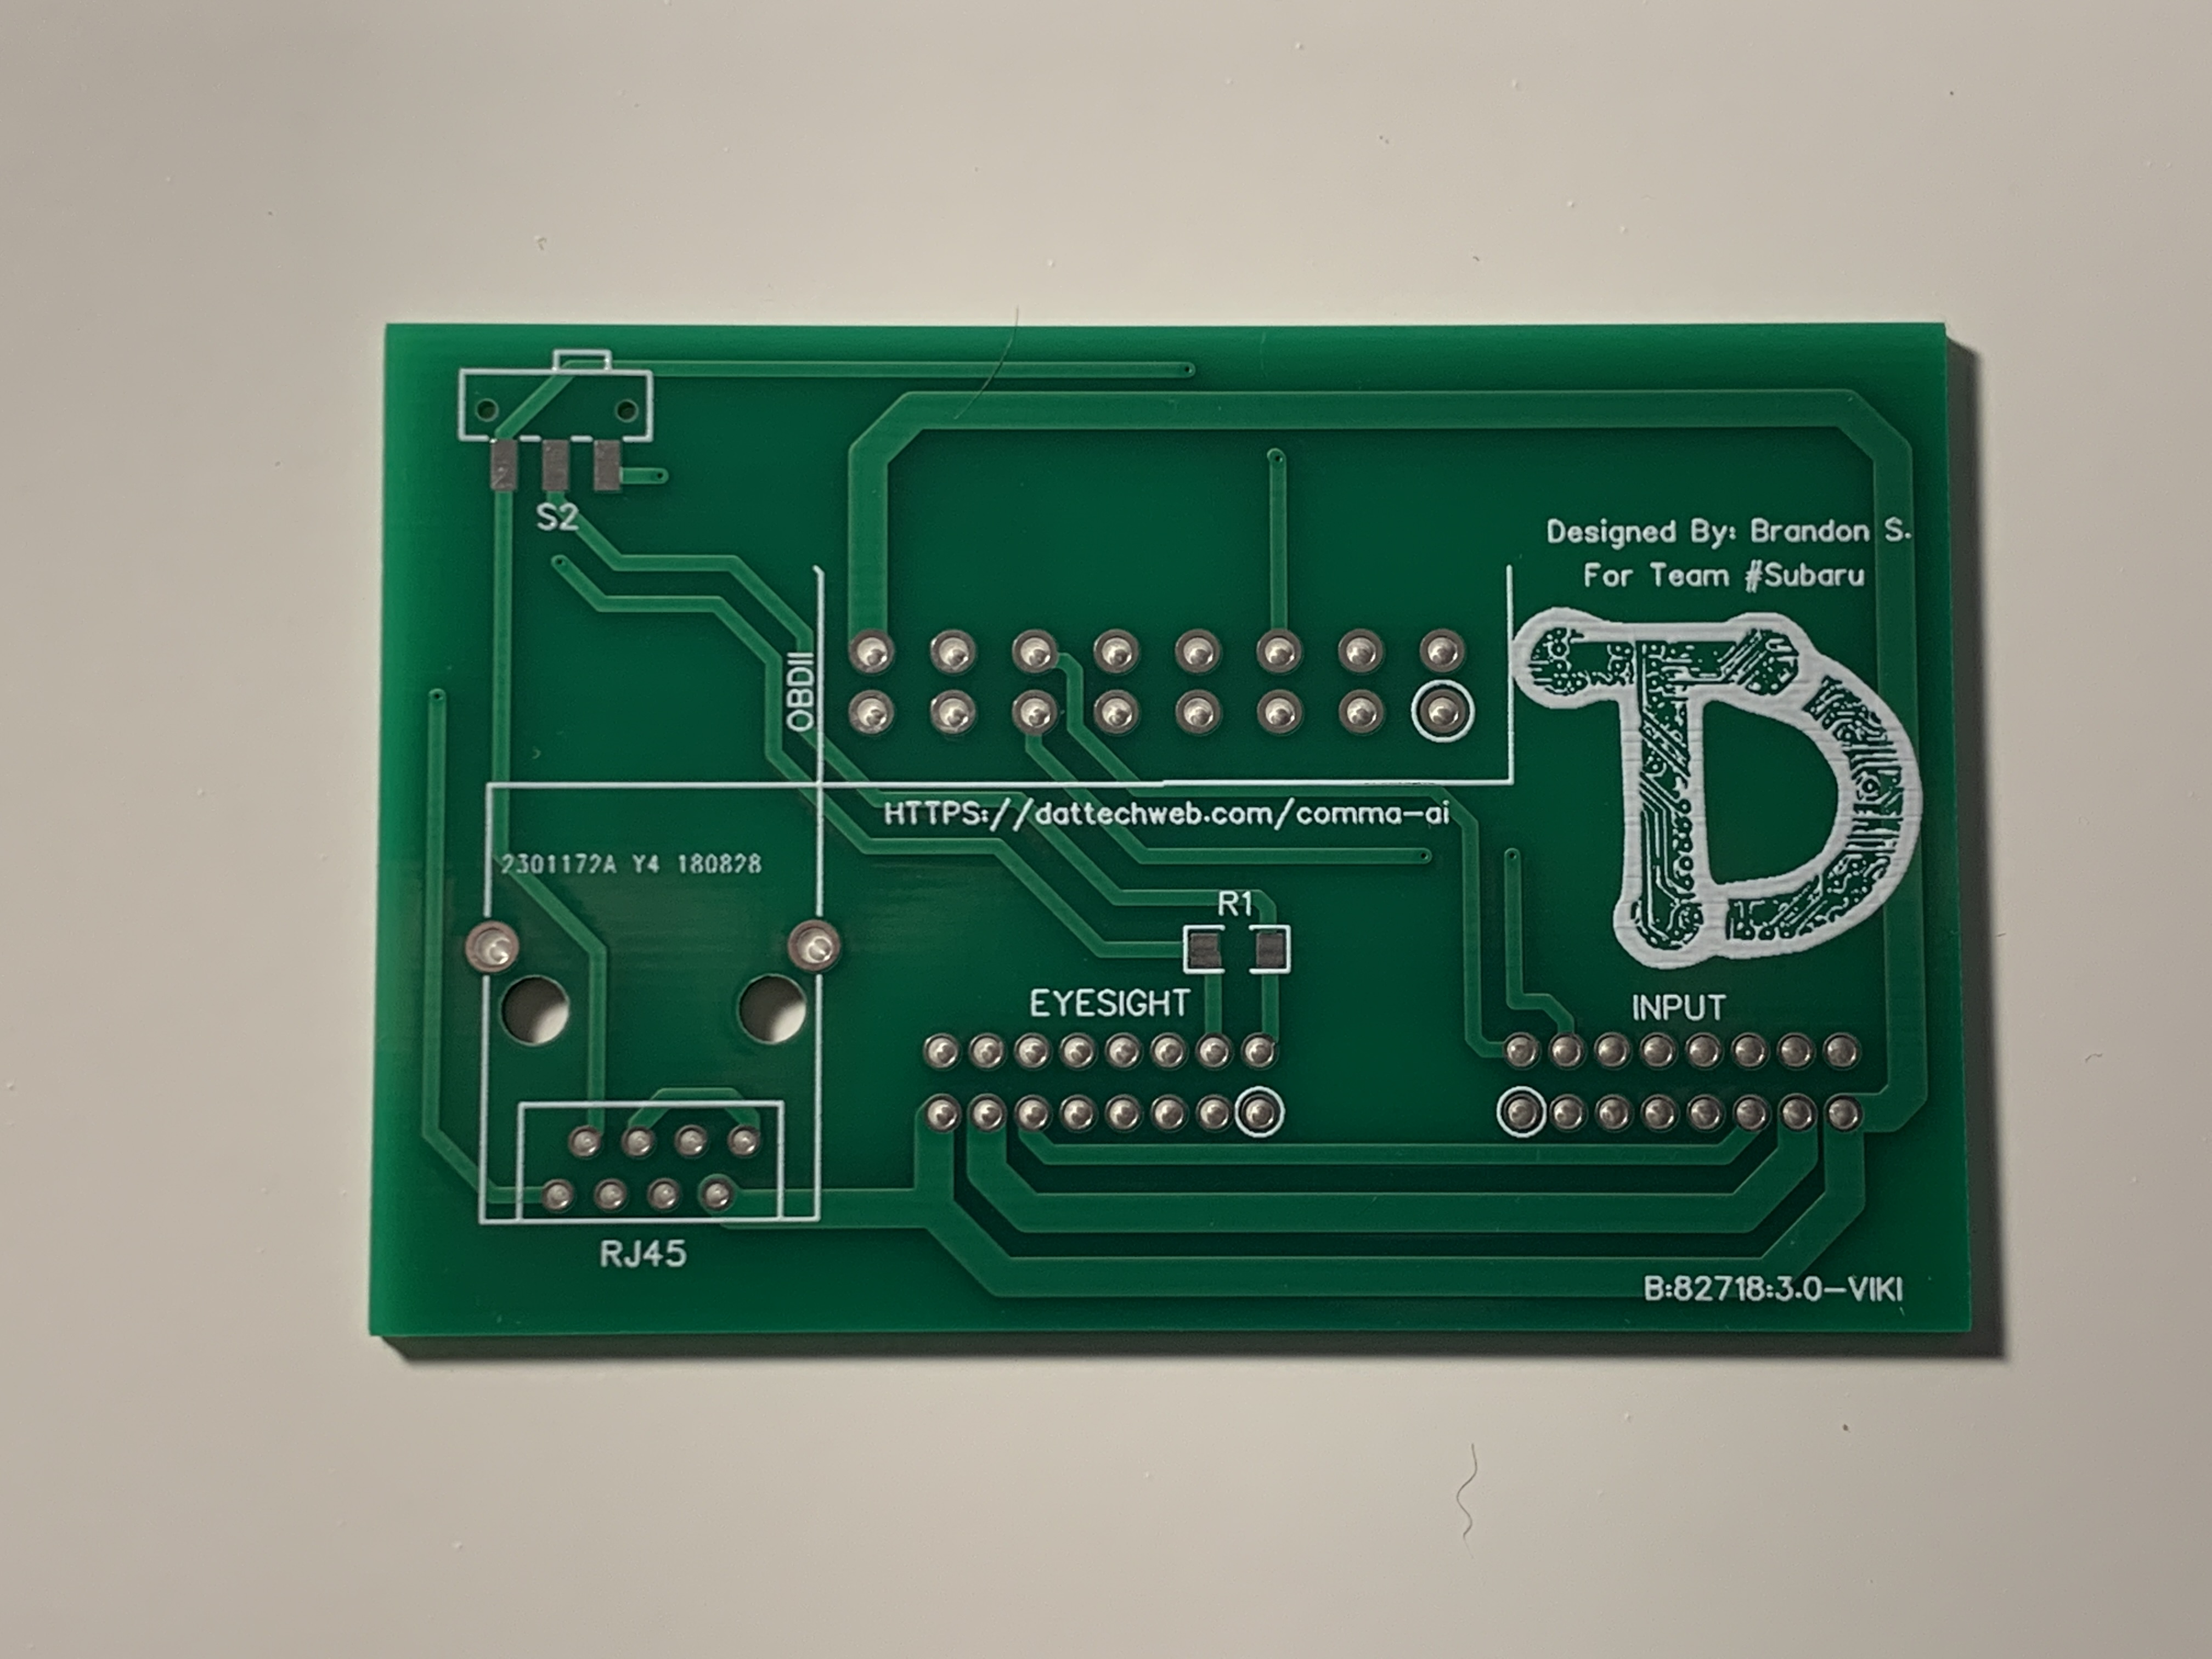 S2
Designed By: Brandon S.
For Team #Subaru
OBDII
TD
HTTPS://dattechweb.com/comma-ai
2301172A Y4 180828
R1
EYESIGHT
INPUT
RJ45
B:82718:3.0-VIKI